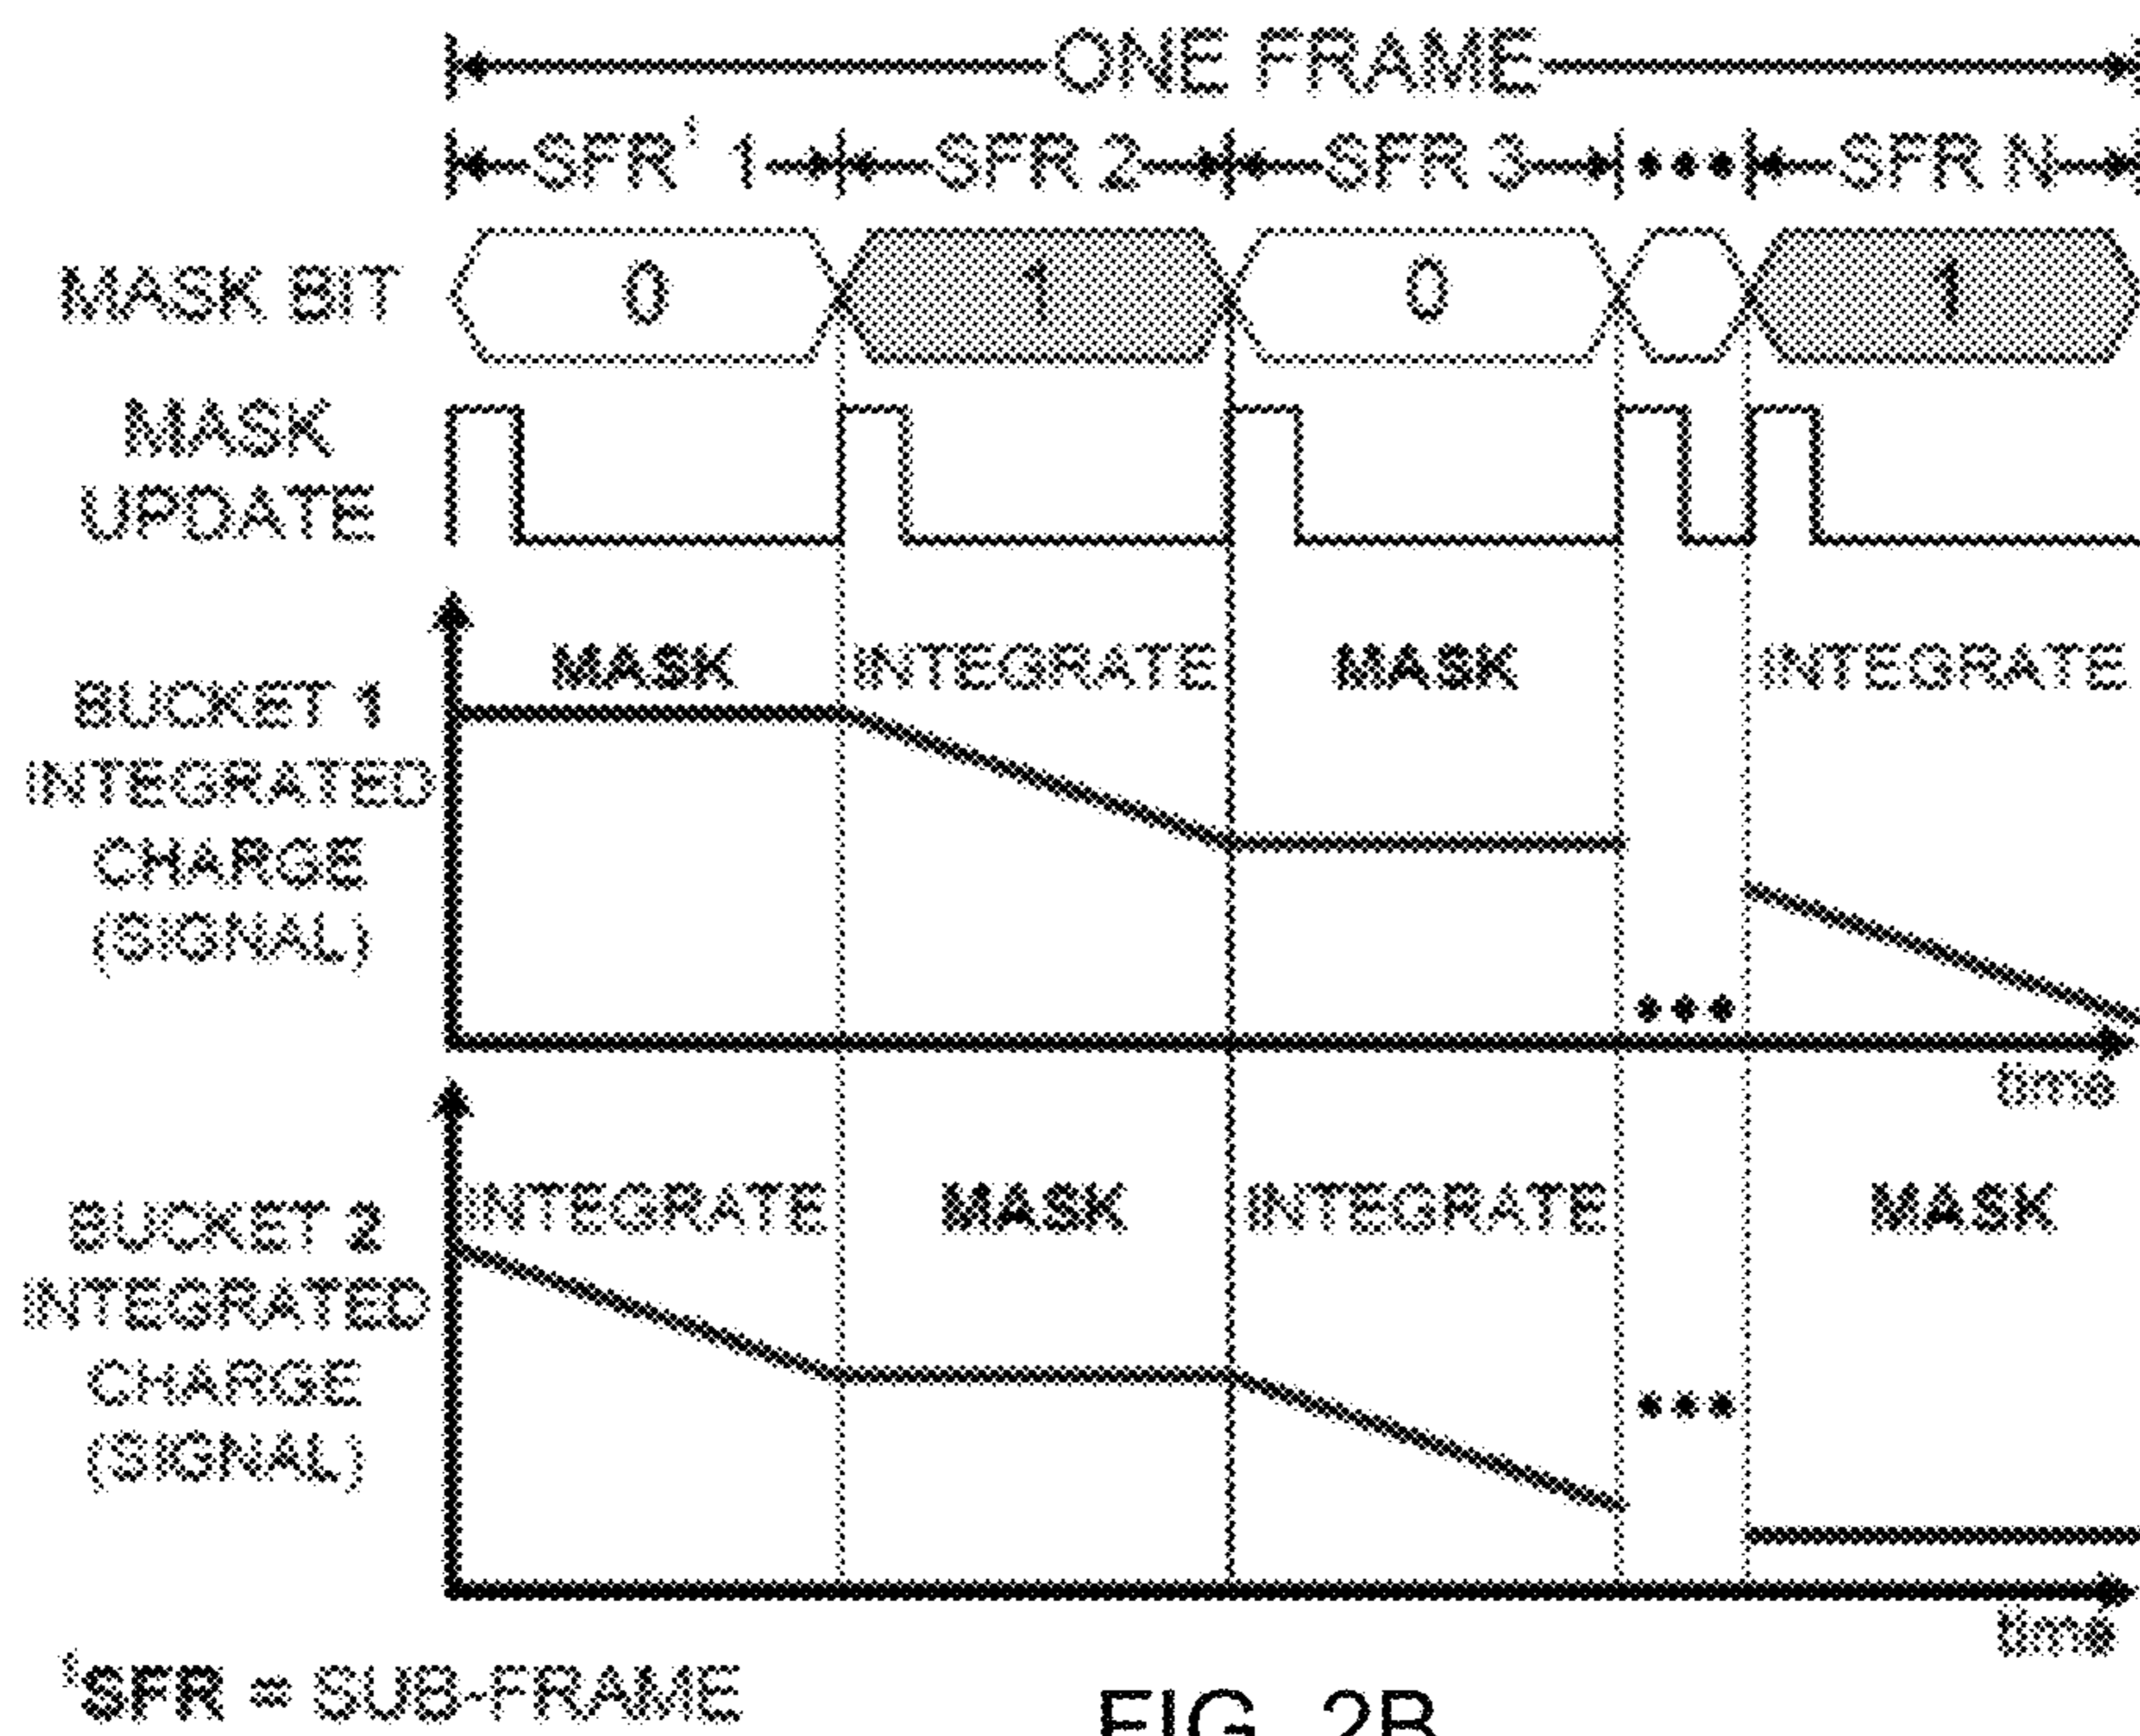 ONE FRAME
SFR¹ 1 SFR 2 SFR 3 ••• SFR N
MASK BIT 0 1 0 1
MASK
UPDATE
MASK INTEGRATE MASK INTEGRATE
BUCKET 1
INTEGRATED
CHARGE
(SIGNAL)
•••
time
INTEGRATE MASK INTEGRATE MASK
BUCKET 2
INTEGRATED
CHARGE
(SIGNAL)
•••
time
¹SFR = SUB-FRAME
FIG. 2B